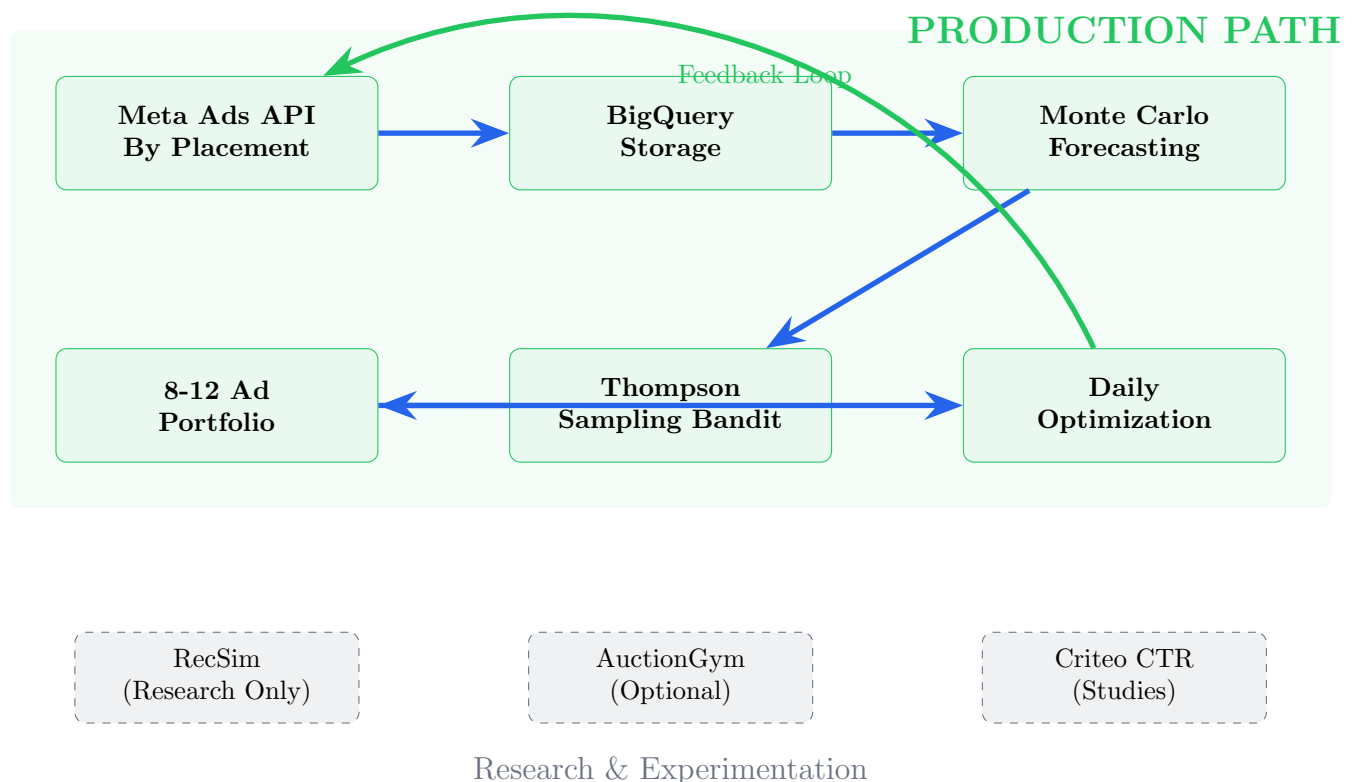 PRODUCTION PATH
Feedback Loop
Meta Ads API
By Placement
BigQuery
Storage
Monte Carlo
Forecasting
8-12 Ad
Portfolio
Thompson
Sampling Bandit
Daily
Optimization
RecSim
(Research Only)
AuctionGym
(Optional)
Criteo CTR
(Studies)
Research & Experimentation